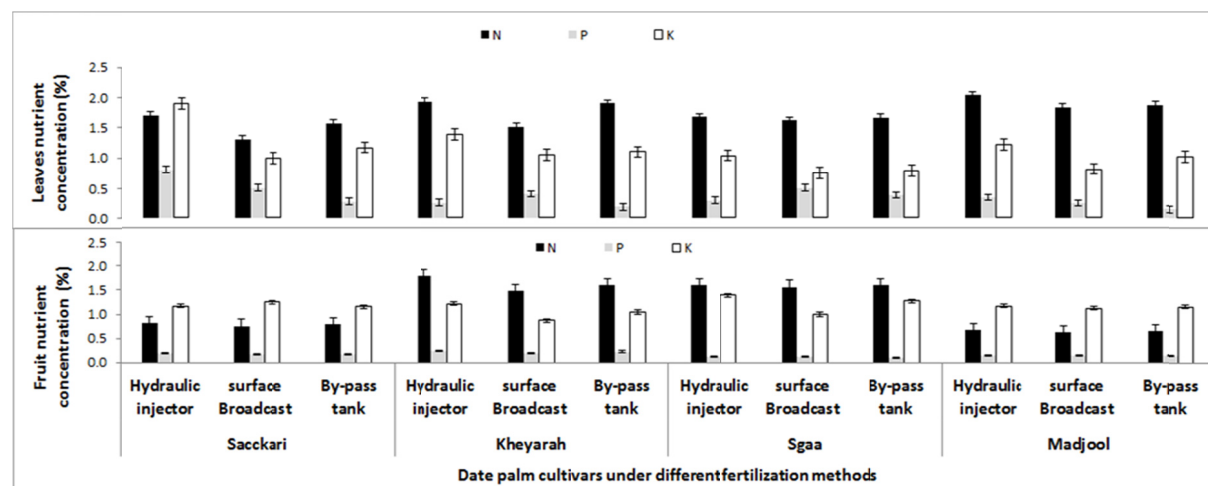 N P K
Leaves nutrient
concentration (%)
2.5
2.0
1.5
1.0
0.5
0.0
N P K
Fruit nutrient
concentration (%)
2.5
2.0
1.5
1.0
0.5
0.0
Hydraulic injector surface Broadcast By-pass tank Hydraulic injector surface Broadcast By-pass tank Hydraulic injector surface Broadcast By-pass tank Hydraulic injector surface Broadcast By-pass tank
Sacckari Kheyarah Sgaa Madjool
Date palm cultivars under differentfertilization methods